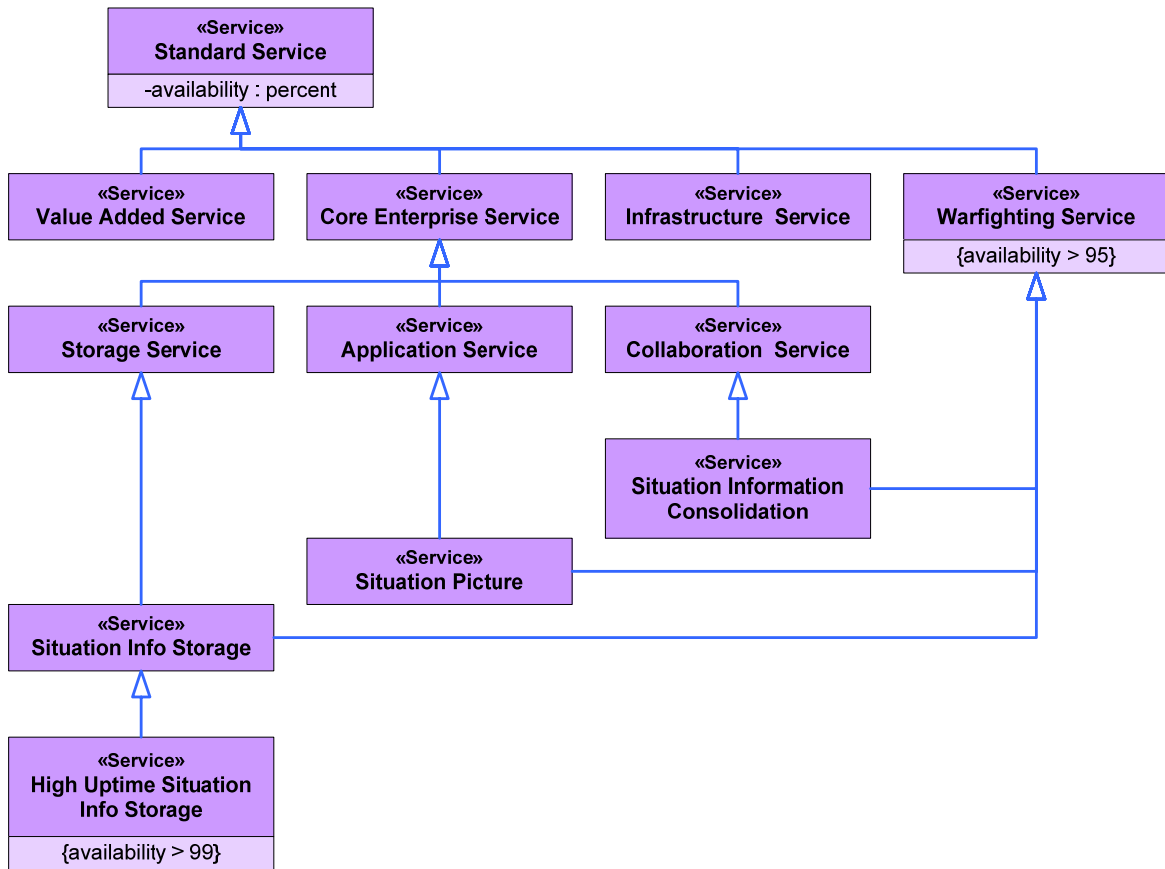 «Service»
Standard Service
-availability : percent
«Service»
Value Added Service
«Service»
Core Enterprise Service
«Service»
Infrastructure Service
«Service»
Warfighting Service
{availability > 95}
«Service»
Storage Service
«Service»
Application Service
«Service»
Collaboration Service
«Service»
Situation Information
Consolidation
«Service»
Situation Picture
«Service»
Situation Info Storage
«Service»
High Uptime Situation
Info Storage
{availability > 99}